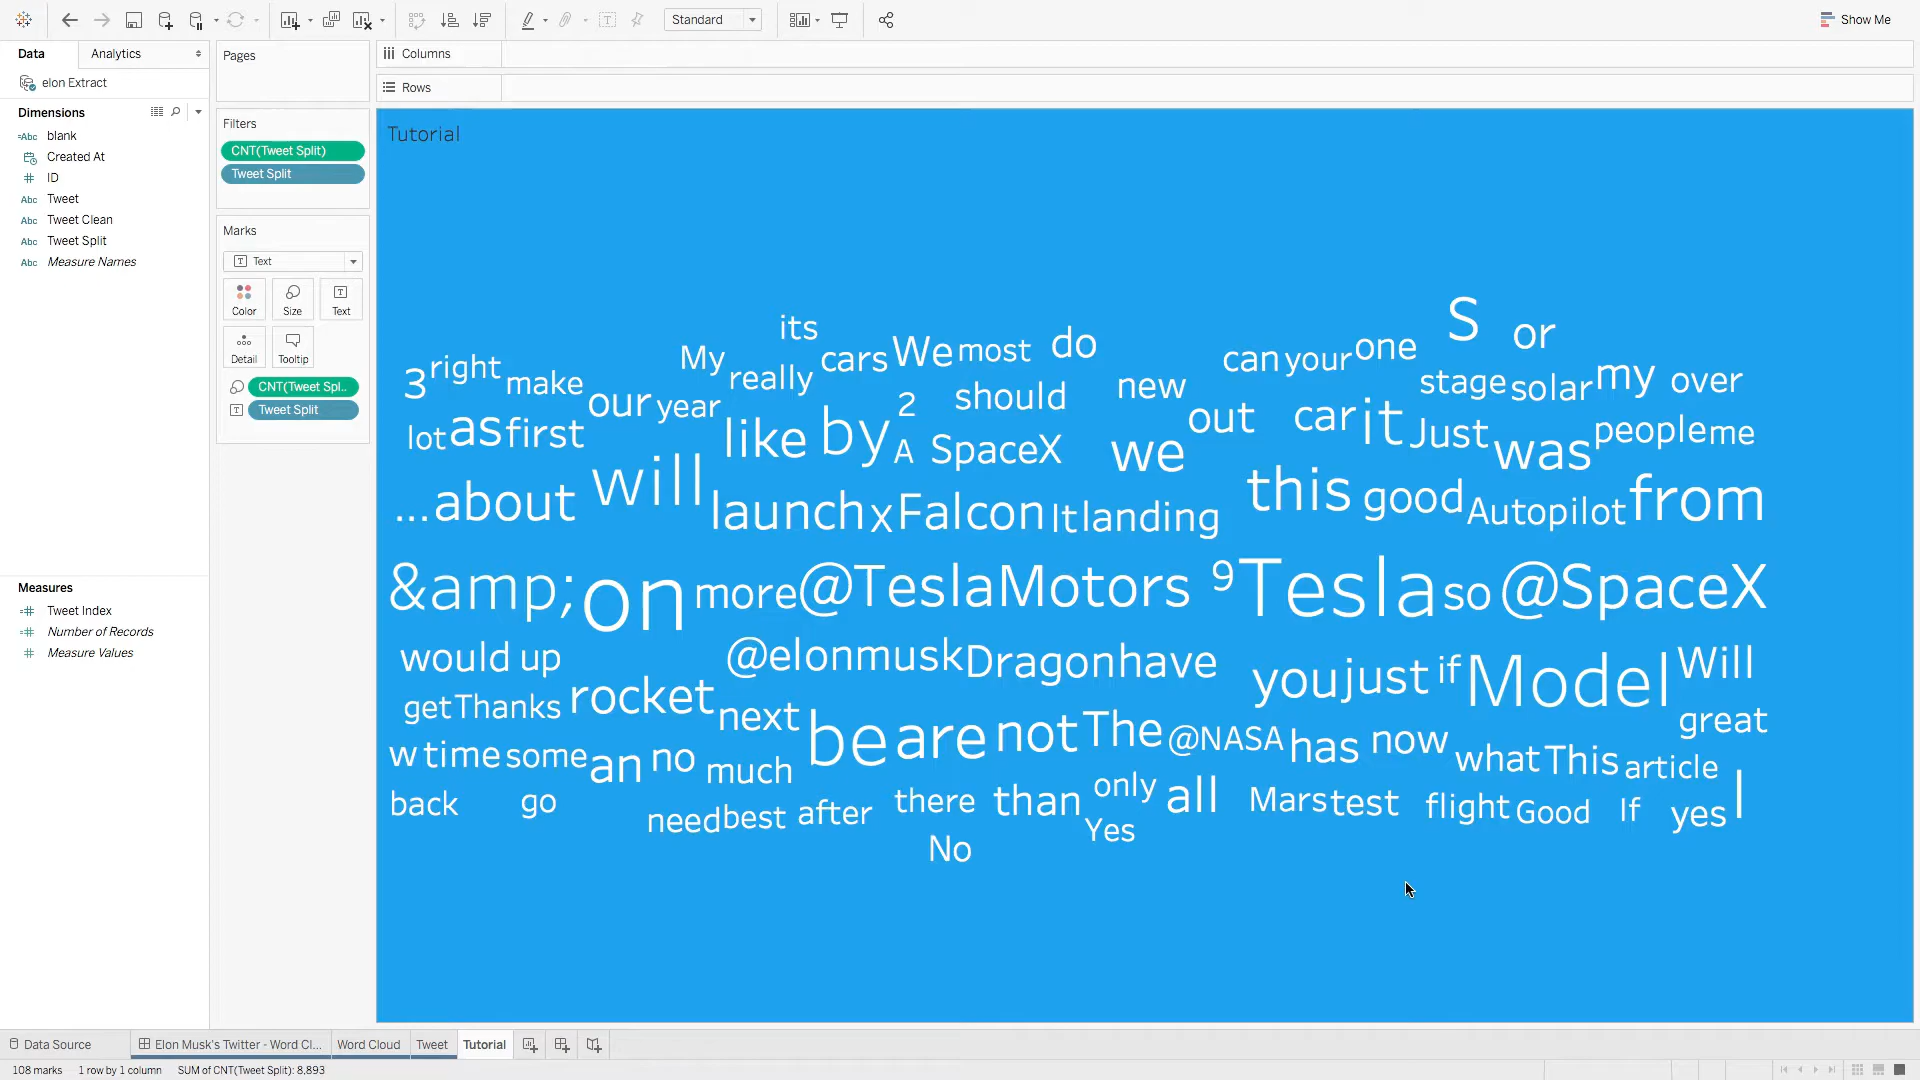 Standard
Show Me
Data
Analytics
Pages
Columns
elon Extract
Rows
Dimensions
Filters
Abc blank
CNT(Tweet Split)
Created At
Tweet Split
ID
Abc Tweet
Abc Tweet Clean
Abc Tweet Split
Abc Measure Names
Marks
Text
Color Size Text
Detail Tooltip
CNT(Tweet Spl..
Tweet Split
Measures
Tweet Index
Number of Records
Measure Values
Tutorial
its S or
My cars We most do can your one
3 right make really stage solar my over
our year 2 should new
lot as first like by A SpaceX we out car it Just was people me
... about will launch X Falcon It landing this good Autopilot from
&amp; on more @TeslaMotors 9 Tesla so @SpaceX
would up @elonmusk Dragon have you just if Model Will
get Thanks rocket next great
w time some an no much be are not The @NASA has now what This article
back go need best after there than only all Mars test flight Good If yes I
No Yes
Data Source
Elon Musk's Twitter - Word Cl...
Word Cloud
Tweet
Tutorial
108 marks 1 row by 1 column SUM of CNT(Tweet Split): 8,893